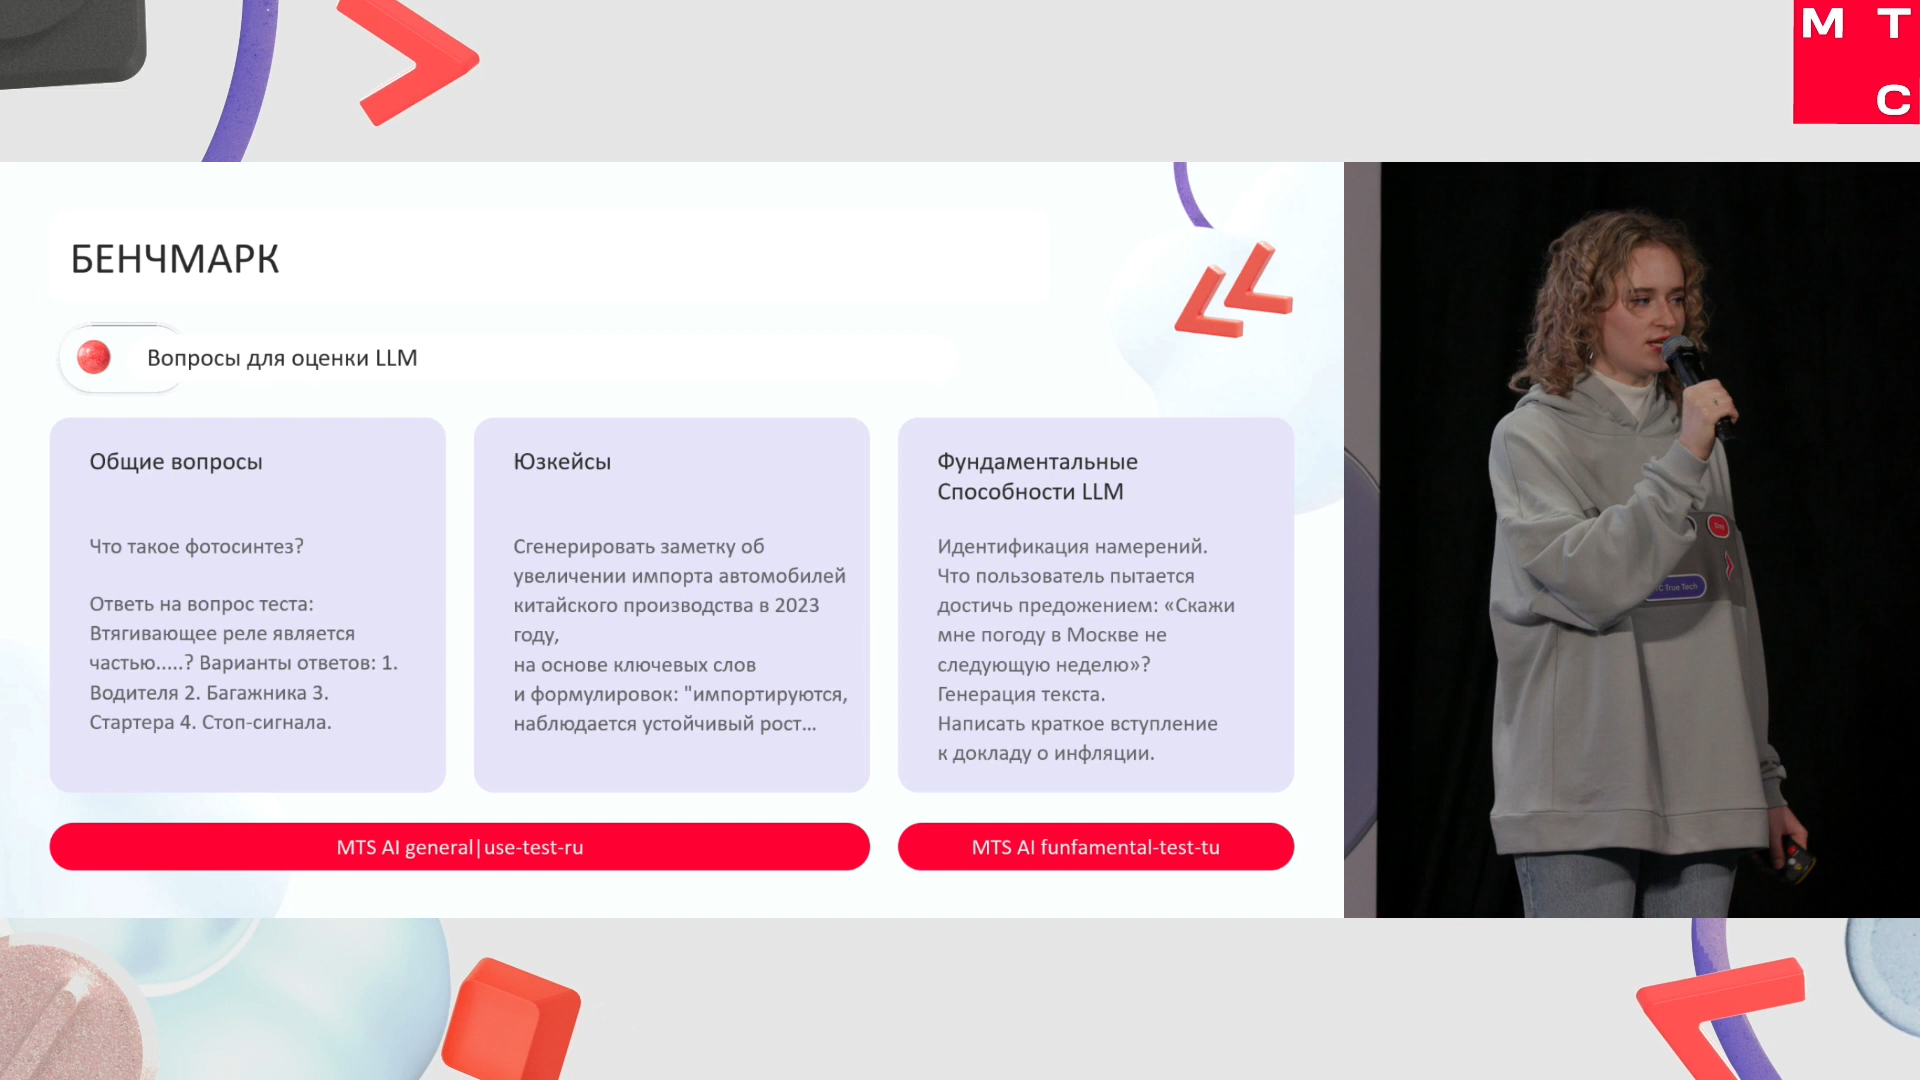 М Т
С
БЕНЧМАРК
Вопросы для оценки LLM
Общие вопросы
Что такое фотосинтез?
Ответь на вопрос теста:
Втягивающее реле является
частью.....? Варианты ответов: 1.
Водителя 2. Багажника 3.
Стартера 4. Стоп-сигнала.
Юзкейсы
Сгенерировать заметку об
увеличении импорта автомобилей
китайского производства в 2023
году,
на основе ключевых слов
и формулировок: "импортируются,
наблюдается устойчивый рост...
Фундаментальные
Способности LLM
Идентификация намерений.
Что пользователь пытается
достичь предожением: «Скажи
мне погоду в Москве не
следующую неделю»?
Генерация текста.
Написать краткое вступление
к докладу о инфляции.
MTS AI general|use-test-ru
MTS AI funfamental-test-tu
True Tech
Day